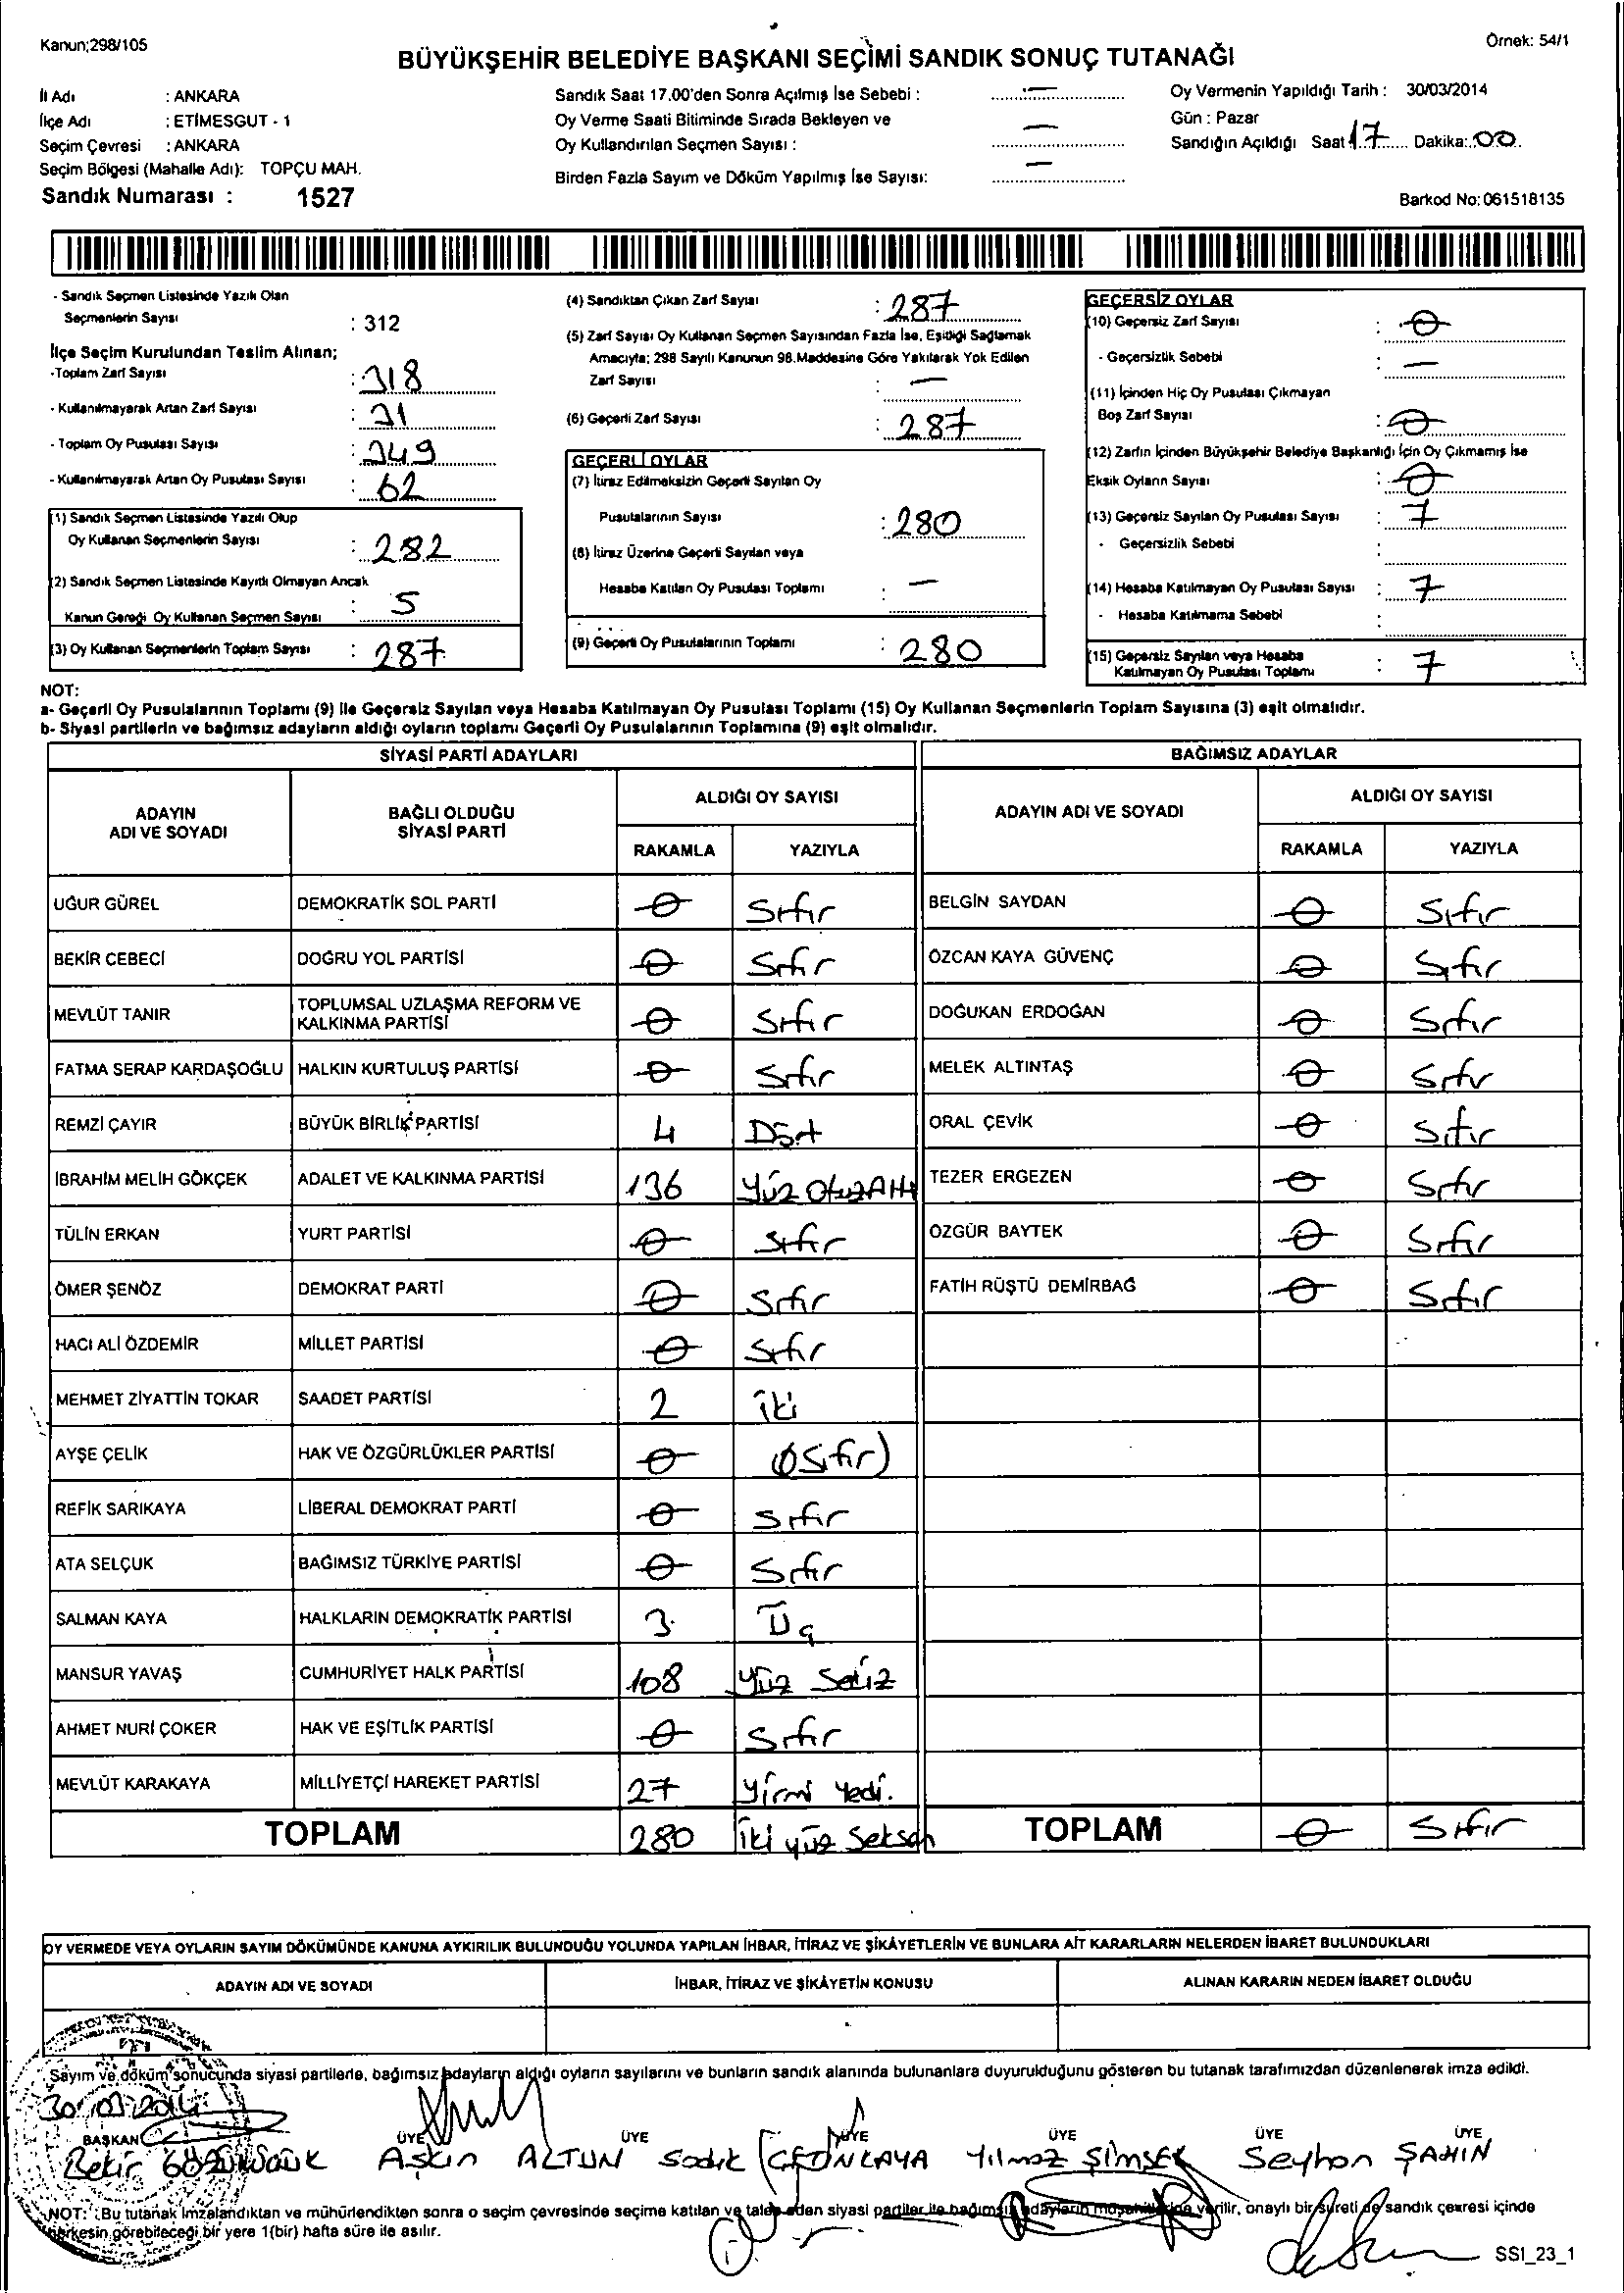 Kanun;298/105
Örnek: 54/1
BÜYÜKŞEHİR BELEDİYE BAŞKANI SEÇİMİ SANDIK SONUÇ TUTANAĞI
İl Adı : ANKARA
İlçe Adı : ETİMESGUT - 1
Seçim Çevresi : ANKARA
Seçim Bölgesi (Mahalle Adı): TOPÇU MAH.
Sandık Numarası : 1527
Sandık Saat 17.00'den Sonra Açılmış İse Sebebi : —
Oy Verme Saati Bitiminde Sırada Bekleyen ve
Oy Kullandırılan Seçmen Sayısı : —
Birden Fazla Sayım ve Döküm Yapılmış İse Sayısı: —
Oy Vermenin Yapıldığı Tarih : 30/03/2014
Gün : Pazar
Sandığın Açıldığı Saat 17 Dakika: 00
Barkod No:061518135
- Sandık Seçmen Listesinde Yazılı Olan
Seçmenlerin Sayısı : 312
İlçe Seçim Kurulundan Teslim Alınan;
-Toplam Zarf Sayısı : 318
- Kullanılmayarak Artan Zarf Sayısı : 31
- Toplam Oy Pusulası Sayısı : 349
- Kullanılmayarak Artan Oy Pusulası Sayısı : 62
(1) Sandık Seçmen Listesinde Yazılı Olup
Oy Kullanan Seçmenlerin Sayısı : 282
(2) Sandık Seçmen Listesinde Kayıtlı Olmayan Ancak
Kanun Gereği Oy Kullanan Seçmen Sayısı : 5
(3) Oy Kullanan Seçmenlerin Toplam Sayısı : 287
(4) Sandıktan Çıkan Zarf Sayısı : 287
(5) Zarf Sayısı Oy Kullanan Seçmen Sayısından Fazla İse, Eşitliği Sağlamak
Amacıyla; 298 Sayılı Kanunun 98.Maddesine Göre Yakılarak Yok Edilen
Zarf Sayısı : —
(6) Geçerli Zarf Sayısı : 287
GEÇERLİ OYLAR
(7) İtiraz Edilmeksizin Geçerli Sayılan Oy
Pusulalarının Sayısı : 280
(8) İtiraz Üzerine Geçerli Sayılan veya
Hesaba Katılan Oy Pusulası Toplamı : —
(9) Geçerli Oy Pusulalarının Toplamı : 280
GEÇERSİZ OYLAR
(10) Geçersiz Zarf Sayısı : 0
- Geçersizlik Sebebi : —
(11) İçinden Hiç Oy Pusulası Çıkmayan
Boş Zarf Sayısı : 0
(12) Zarfın İçinden Büyükşehir Belediye Başkanlığı İçin Oy Çıkmamış İse
Eksik Oyların Sayısı : 0
(13) Geçersiz Sayılan Oy Pusulası Sayısı : 7
- Geçersizlik Sebebi :
(14) Hesaba Katılmayan Oy Pusulası Sayısı : 7
- Hesaba Katılmama Sebebi :
(15) Geçersiz Sayılan veya Hesaba
Katılmayan Oy Pusulası Toplamı : 7
NOT:
a- Geçerli Oy Pusulalarının Toplamı (9) ile Geçersiz Sayılan veya Hesaba Katılmayan Oy Pusulası Toplamı (15) Oy Kullanan Seçmenlerin Toplam Sayısına (3) eşit olmalıdır.
b- Siyasi partilerin ve bağımsız adayların aldığı oyların toplamı Geçerli Oy Pusulalarının Toplamına (9) eşit olmalıdır.
SİYASİ PARTİ ADAYLARI BAĞIMSIZ ADAYLAR
ADAYIN ADI VE SOYADI BAĞLI OLDUĞU SİYASİ PARTİ ALDIĞI OY SAYISI ADAYIN ADI VE SOYADI ALDIĞI OY SAYISI
RAKAMLA YAZIYLA RAKAMLA YAZIYLA
UĞUR GÜREL DEMOKRATİK SOL PARTİ 0 Sıfır BELGİN SAYDAN 0 Sıfır
BEKİR CEBECİ DOĞRU YOL PARTİSİ 0 Sıfır ÖZCAN KAYA GÜVENÇ 0 Sıfır
MEVLÜT TANIR TOPLUMSAL UZLAŞMA REFORM VE KALKINMA PARTİSİ 0 Sıfır DOĞUKAN ERDOĞAN 0 Sıfır
FATMA SERAP KARDAŞOĞLU HALKIN KURTULUŞ PARTİSİ 0 Sıfır MELEK ALTINTAŞ 0 Sıfır
REMZİ ÇAYIR BÜYÜK BİRLİK PARTİSİ 4 Dört ORAL ÇEVİK 0 Sıfır
İBRAHİM MELİH GÖKÇEK ADALET VE KALKINMA PARTİSİ 136 Yüz Otuz Altı TEZER ERGEZEN 0 Sıfır
TÜLİN ERKAN YURT PARTİSİ 0 Sıfır ÖZGÜR BAYTEK 0 Sıfır
ÖMER ŞENÖZ DEMOKRAT PARTİ 0 Sıfır FATİH RÜŞTÜ DEMİRBAĞ 0 Sıfır
HACI ALİ ÖZDEMİR MİLLET PARTİSİ 0 Sıfır
MEHMET ZİYATTİN TOKAR SAADET PARTİSİ 2 İki
AYŞE ÇELİK HAK VE ÖZGÜRLÜKLER PARTİSİ 0 (Sıfır)
REFİK SARIKAYA LİBERAL DEMOKRAT PARTİ 0 Sıfır
ATA SELÇUK BAĞIMSIZ TÜRKİYE PARTİSİ 0 Sıfır
SALMAN KAYA HALKLARIN DEMOKRATİK PARTİSİ 3 Üç
MANSUR YAVAŞ CUMHURİYET HALK PARTİSİ 108 Yüz Sekiz
AHMET NURİ ÇOKER HAK VE EŞİTLİK PARTİSİ 0 Sıfır
MEVLÜT KARAKAYA MİLLİYETÇİ HAREKET PARTİSİ 27 Yirmi Yedi.
TOPLAM 280 İki yüz Seksen TOPLAM 0 Sıfır
OY VERMEDE VEYA OYLARIN SAYIM DÖKÜMÜNDE KANUNA AYKIRILIK BULUNDUĞU YOLUNDA YAPILAN İHBAR, İTİRAZ VE ŞİKÂYETLERİN VE BUNLARA AİT KARARLARIN NELERDEN İBARET BULUNDUKLARI
ADAYIN ADI VE SOYADI İHBAR, İTİRAZ VE ŞİKÂYETİN KONUSU ALINAN KARARIN NEDEN İBARET OLDUĞU
Sayım ve döküm sonucunda siyasi partilerle, bağımsız adayların aldığı oyların sayılarını ve bunların sandık alanında bulunanlara duyurulduğunu gösteren bu tutanak tarafımızdan düzenlenerek imza edildi.
30.03.2014
BAŞKAN ÜYE ÜYE ÜYE ÜYE ÜYE ÜYE
Bekir Aşkın ALTUN Sadık ÇETİNKAYA Yılmaz ŞİMŞEK Seyhan ŞAHİN
NOT: Bu tutanak imzalandıktan ve mühürlendikten sonra o seçim çevresinde seçime katılan ve talep eden siyasi partiler ile bağımsız adayların müşahitlerine verilir, onaylı bir sureti de sandık çevresi içinde
herkesin görebileceği bir yere 1(bir) hafta süre ile asılır.
SSI_23_1